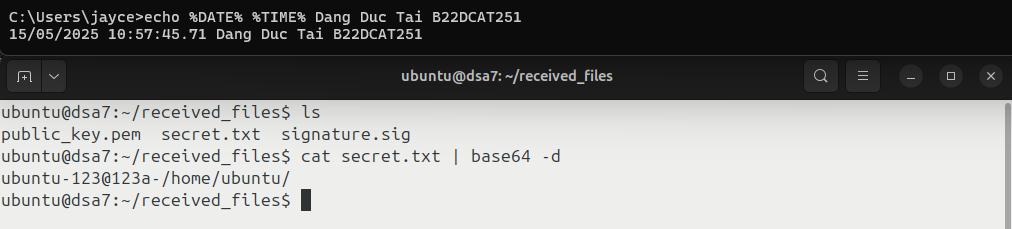 C:\Users\jayce>echo %DATE% %TIME% Dang Duc Tai B22DCAT251
15/05/2025 10:57:45.71 Dang Duc Tai B22DCAT251
ubuntu@dsa7: ~/received_files
ubuntu@dsa7:~/received_files$ ls
public_key.pem  secret.txt  signature.sig
ubuntu@dsa7:~/received_files$ cat secret.txt | base64 -d
ubuntu-123@123a-/home/ubuntu/
ubuntu@dsa7:~/received_files$